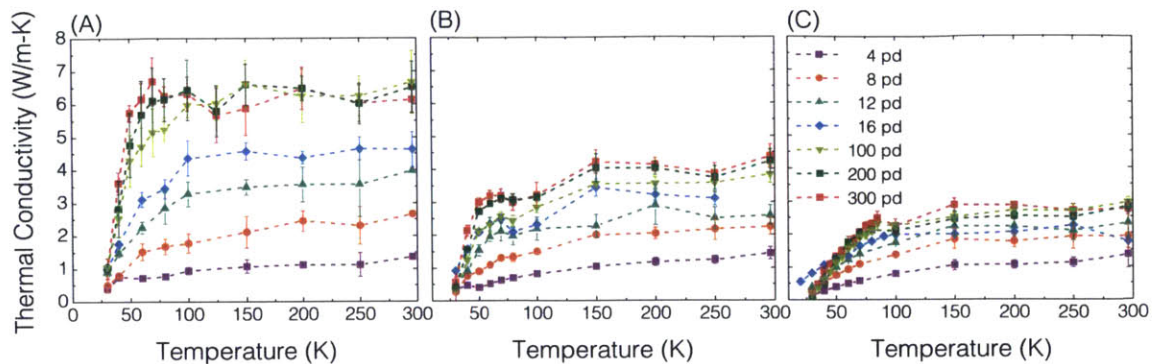 (A)
(B)
(C)
Thermal Conductivity (W/m-K)
8
7
6
5
4
3
2
1
0
4 pd
8 pd
12 pd
16 pd
100 pd
200 pd
300 pd
0 50 100 150 200 250 300
50 100 150 200 250 300
50 100 150 200 250 300
Temperature (K)
Temperature (K)
Temperature (K)